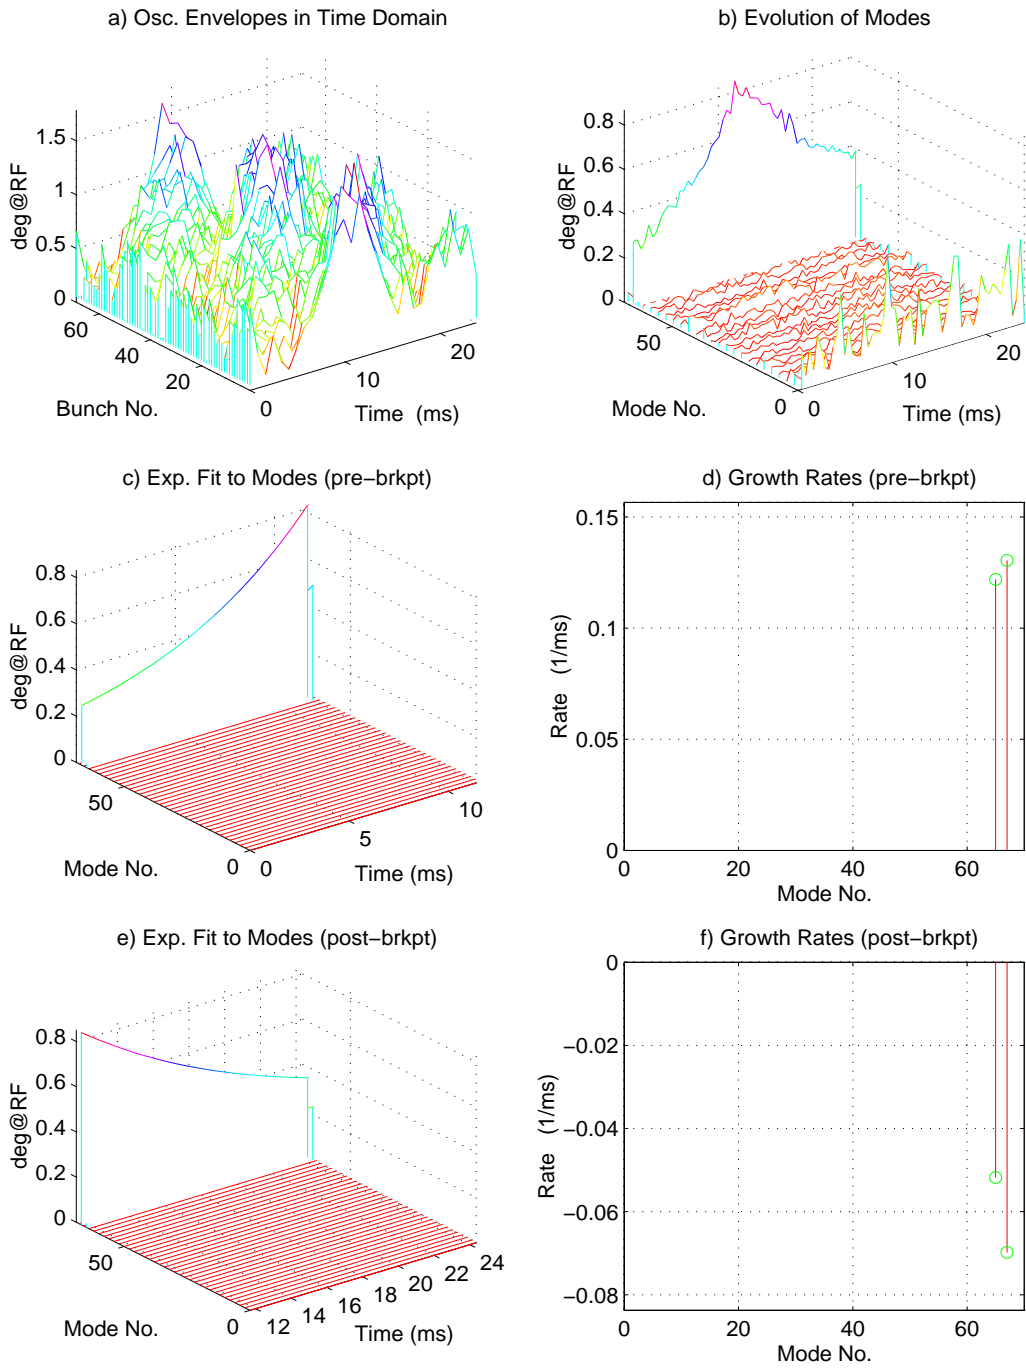 a) Osc. Envelopes in Time Domain
b) Evolution of Modes
deg@RF
1.5
1
0.5
0
60
40
20
0
10
20
Bunch No.
Time (ms)
deg@RF
0.8
0.6
0.4
0.2
0
50
0
0
10
20
Mode No.
Time (ms)
c) Exp. Fit to Modes (pre−brkpt)
d) Growth Rates (pre−brkpt)
deg@RF
0.8
0.6
0.4
0.2
0
50
0
0
5
10
Mode No.
Time (ms)
Rate (1/ms)
0.15
0.1
0.05
0
0
20
40
60
Mode No.
e) Exp. Fit to Modes (post−brkpt)
f) Growth Rates (post−brkpt)
deg@RF
0.8
0.6
0.4
0.2
0
50
0
12
14
16
18
20
22
24
Mode No.
Time (ms)
Rate (1/ms)
0
−0.02
−0.04
−0.06
−0.08
0
20
40
60
Mode No.